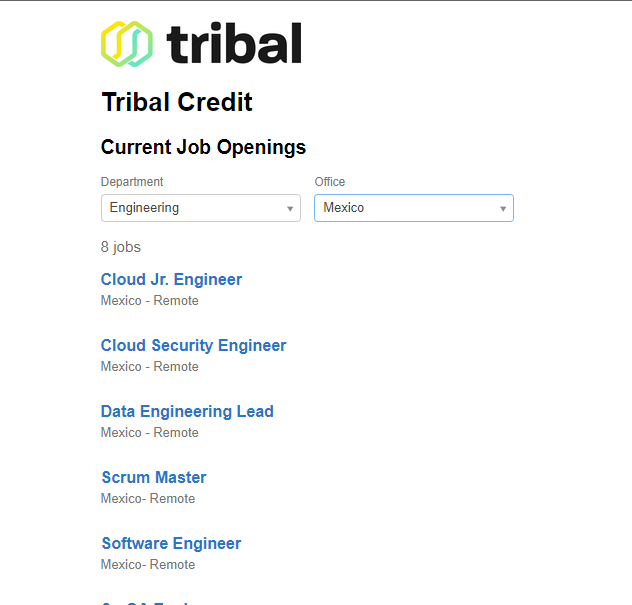 tribal
Tribal Credit
Current Job Openings
Department Office
Engineering Mexico
8 jobs
Cloud Jr. Engineer
Mexico - Remote
Cloud Security Engineer
Mexico - Remote
Data Engineering Lead
Mexico - Remote
Scrum Master
Mexico- Remote
Software Engineer
Mexico- Remote